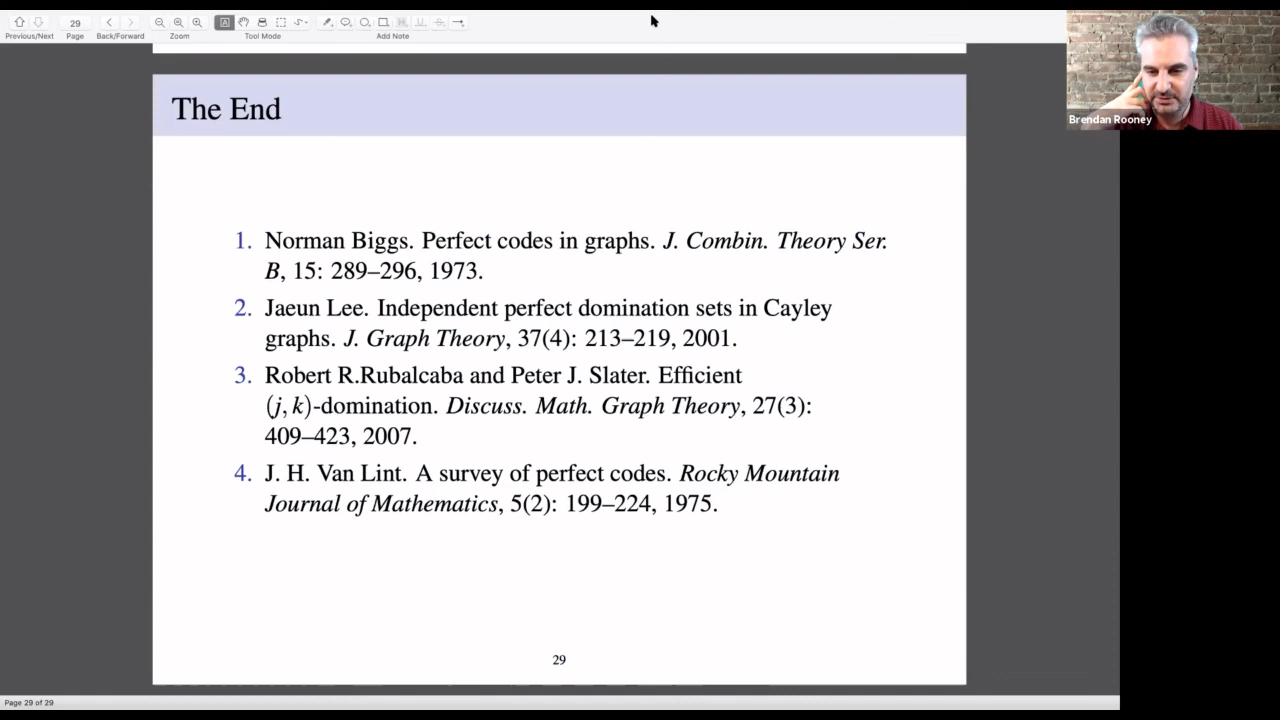 29
Previous/Next Page Back/Forward Zoom Tool Mode Add Note
Brendan Rooney
The End
1. Norman Biggs. Perfect codes in graphs. J. Combin. Theory Ser.
B, 15: 289–296, 1973.
2. Jaeun Lee. Independent perfect domination sets in Cayley
graphs. J. Graph Theory, 37(4): 213–219, 2001.
3. Robert R.Rubalcaba and Peter J. Slater. Efficient
(j, k)-domination. Discuss. Math. Graph Theory, 27(3):
409–423, 2007.
4. J. H. Van Lint. A survey of perfect codes. Rocky Mountain
Journal of Mathematics, 5(2): 199–224, 1975.
29
Page 29 of 29